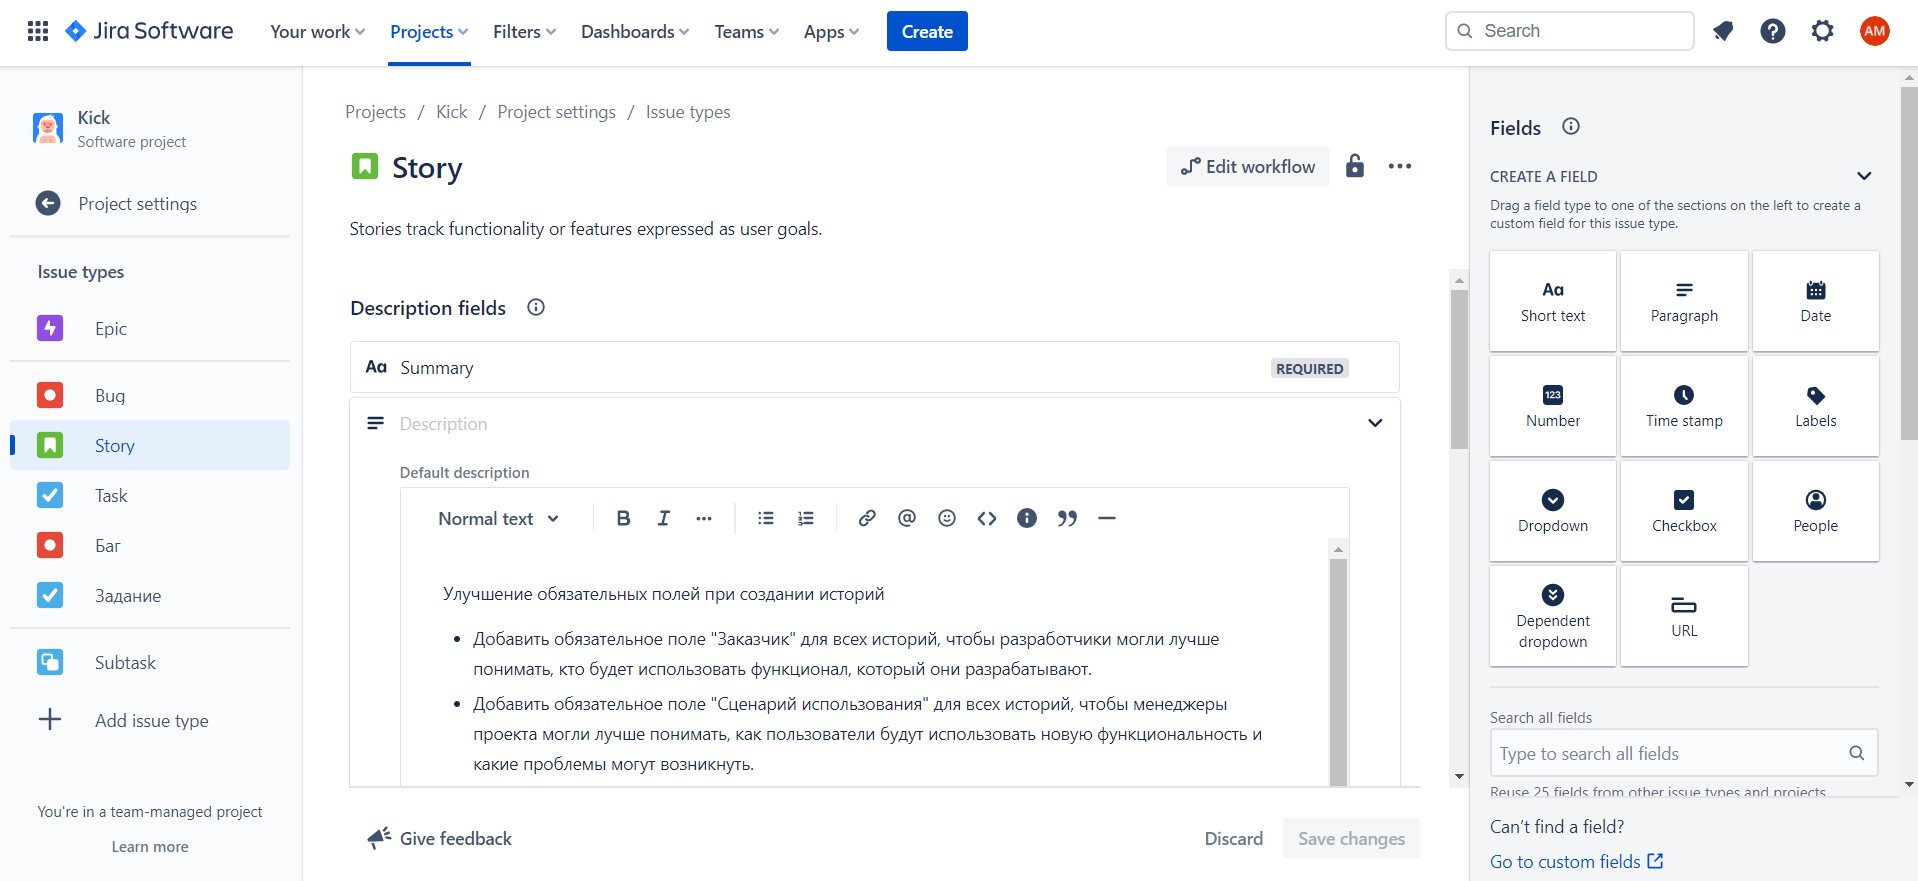 Jira Software
Your work
Projects
Filters
Dashboards
Teams
Apps
Create
Search
AM
Kick
Software project
Project settings
Issue types
Epic
Bug
Story
Task
Баг
Задание
Subtask
Add issue type
You're in a team-managed project
Learn more
Projects / Kick / Project settings / Issue types
Story
Edit workflow
Stories track functionality or features expressed as user goals.
Description fields
Aa Summary
REQUIRED
Description
Default description
Normal text
B I
Улучшение обязательных полей при создании историй
• Добавить обязательное поле "Заказчик" для всех историй, чтобы разработчики могли лучше
понимать, кто будет использовать функционал, который они разрабатывают.
• Добавить обязательное поле "Сценарий использования" для всех историй, чтобы менеджеры
проекта могли лучше понимать, как пользователи будут использовать новую функциональность и
какие проблемы могут возникнуть.
Give feedback
Discard
Save changes
Fields
CREATE A FIELD
Drag a field type to one of the sections on the left to create a
custom field for this issue type.
Aa
Short text
Paragraph
Date
123
Number
Time stamp
Labels
Dropdown
Checkbox
People
Dependent
dropdown
URL
Search all fields
Type to search all fields
Reuse 25 fields from other issue types and projects
Can't find a field?
Go to custom fields